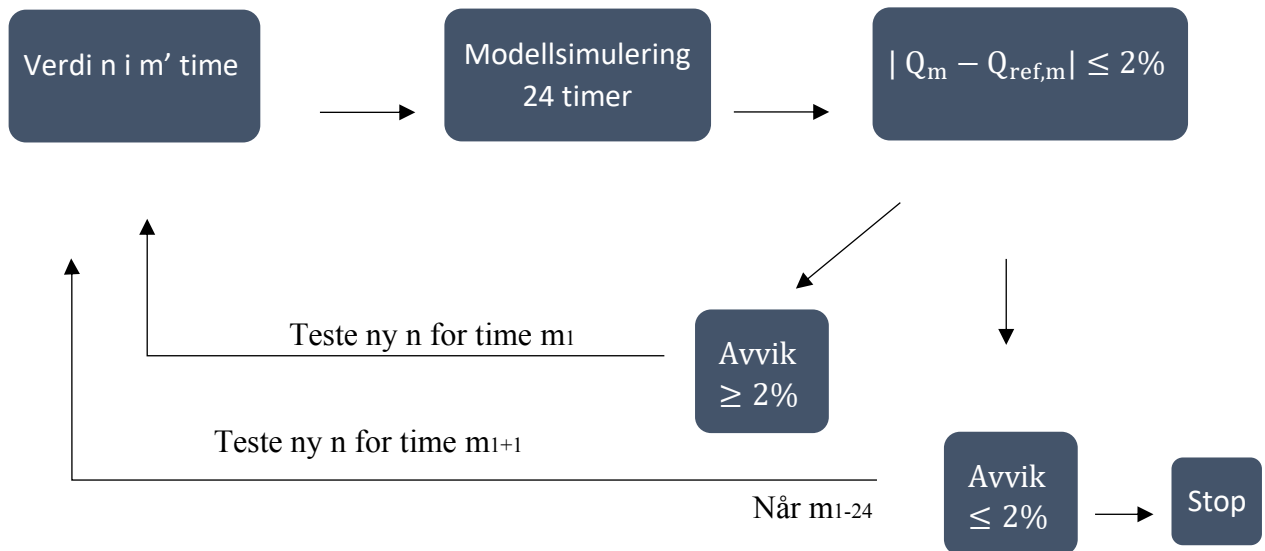 Verdi n i m’ time
Modellsimulering
24 timer
| Qm − Qref,m| ≤ 2%
Teste ny n for time m1
Avvik
≥ 2%
Teste ny n for time m1+1
Når m1-24
Avvik
≤ 2%
Stop